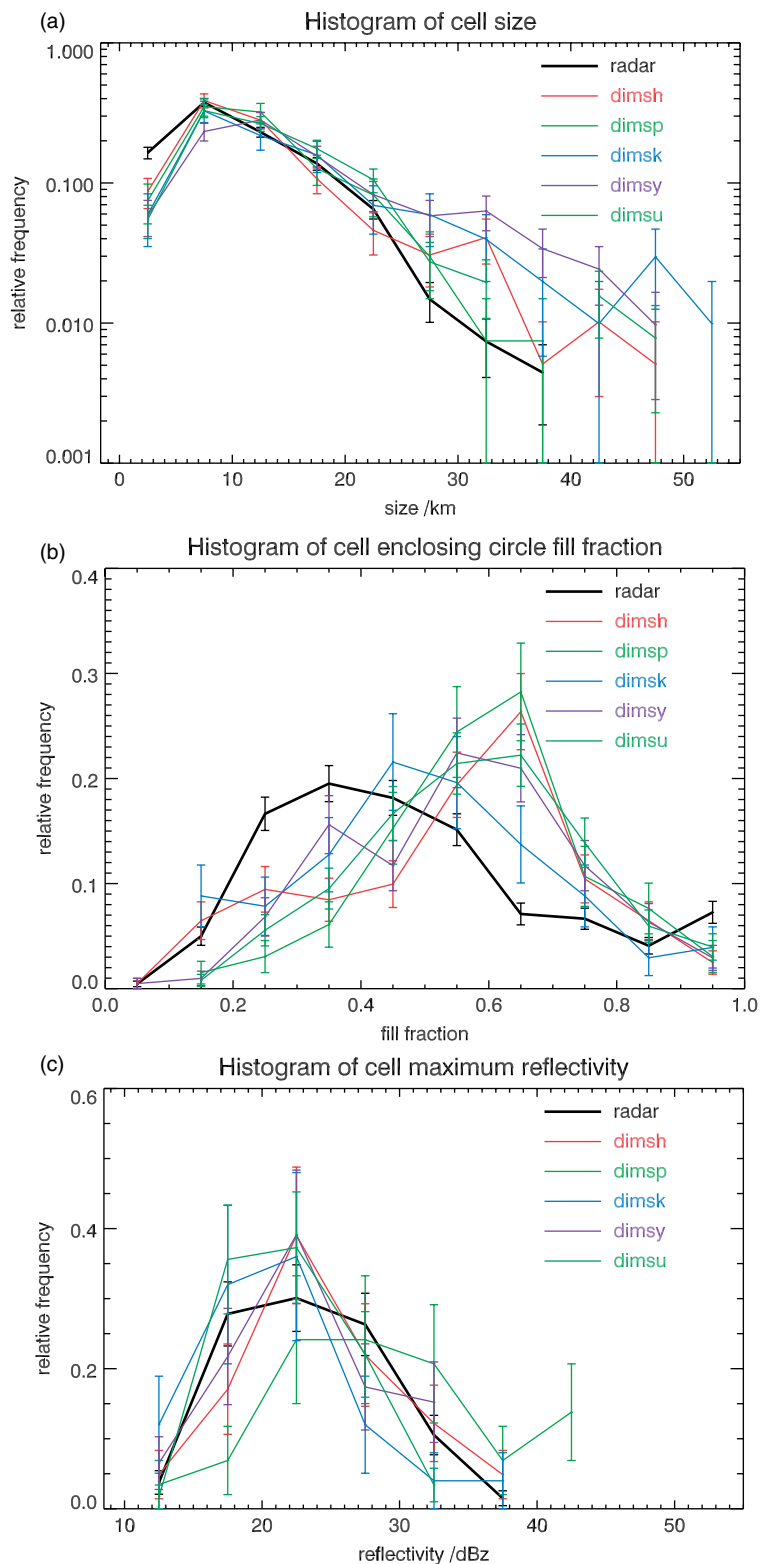 (a)
Histogram of cell size
1.000
0.100
0.010
0.001
relative frequency
radar
dimsh
dimsp
dimsk
dimsy
dimsu
0 10 20 30 40 50
size /km
(b)
Histogram of cell enclosing circle fill fraction
0.4
0.3
0.2
0.1
0.0
relative frequency
radar
dimsh
dimsp
dimsk
dimsy
dimsu
0.0 0.2 0.4 0.6 0.8 1.0
fill fraction
(c)
Histogram of cell maximum reflectivity
0.6
0.4
0.2
0.0
relative frequency
radar
dimsh
dimsp
dimsk
dimsy
dimsu
10 20 30 40 50
reflectivity /dBz